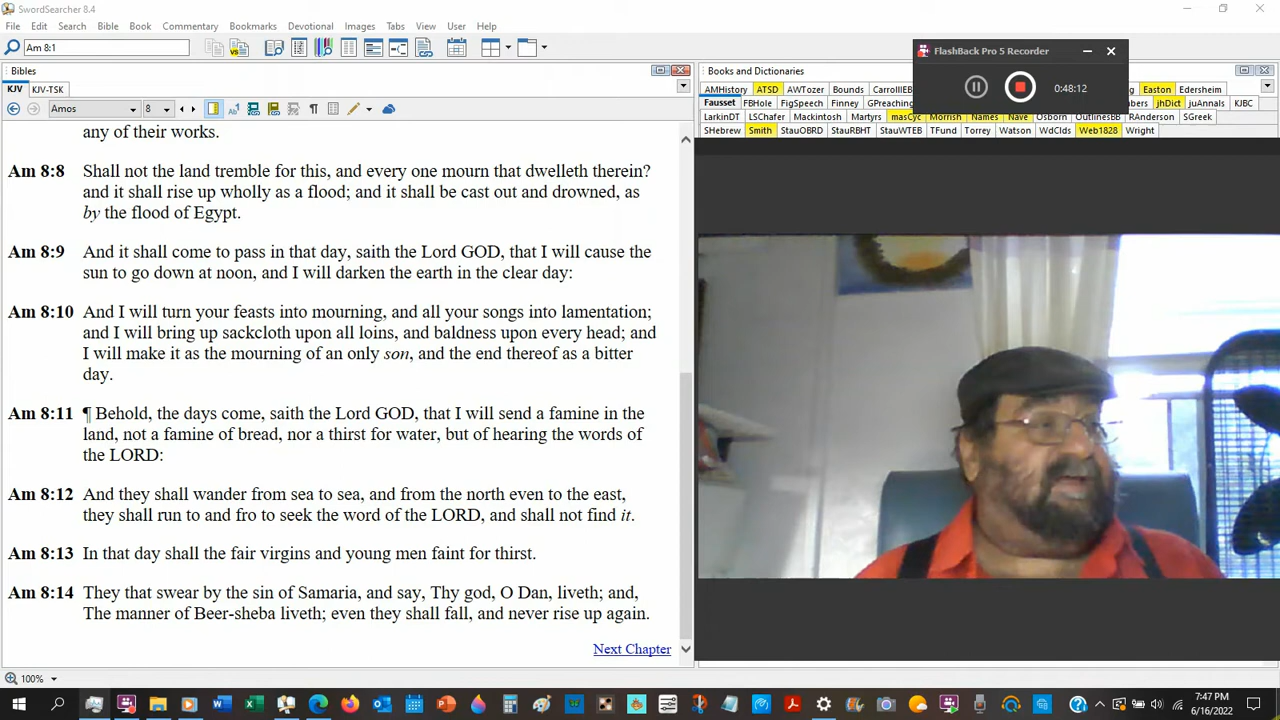 SwordSearcher 8.4
File Edit Search Bible Book Commentary Bookmarks Devotional Images Tabs View User Help
Am 8:1
FlashBack Pro 5 Recorder
0:48:12
Bibles
Books and Dictionaries
KJV KJV-TSK
AMHistory ATSD AWTozer Bounds CarrollIEB Easton Edersheim
Fausset FBHole FigSpeech Finney GPreaching jhDict juAnnals KJBC
LarkinDT LSChafer Mackintosh Martyrs masCyc Morrish Names Nave Osborn OutlinesBB RAnderson SGreek
SHebrew Smith StauOBRD StauRBHT StauWTEB TFund Torrey Watson WdClds Web1828 Wright
Amos 8
any of their works.
Am 8:8 Shall not the land tremble for this, and every one mourn that dwelleth therein?
and it shall rise up wholly as a flood; and it shall be cast out and drowned, as
by the flood of Egypt.
Am 8:9 And it shall come to pass in that day, saith the Lord GOD, that I will cause the
sun to go down at noon, and I will darken the earth in the clear day:
Am 8:10 And I will turn your feasts into mourning, and all your songs into lamentation;
and I will bring up sackcloth upon all loins, and baldness upon every head; and
I will make it as the mourning of an only son, and the end thereof as a bitter
day.
Am 8:11 ¶ Behold, the days come, saith the Lord GOD, that I will send a famine in the
land, not a famine of bread, nor a thirst for water, but of hearing the words of
the LORD:
Am 8:12 And they shall wander from sea to sea, and from the north even to the east,
they shall run to and fro to seek the word of the LORD, and shall not find it.
Am 8:13 In that day shall the fair virgins and young men faint for thirst.
Am 8:14 They that swear by the sin of Samaria, and say, Thy god, O Dan, liveth; and,
The manner of Beer-sheba liveth; even they shall fall, and never rise up again.
Next Chapter
100%
7:47 PM
6/16/2022